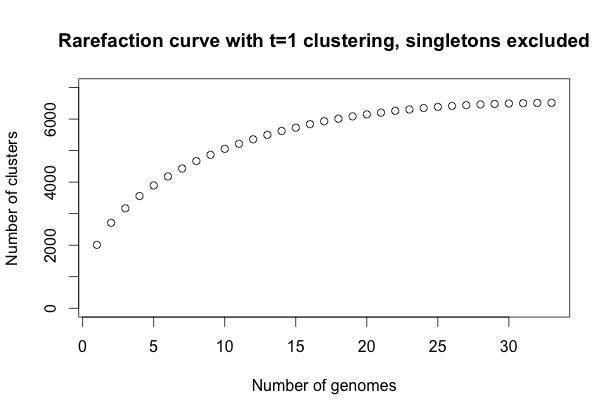 Rarefaction curve with t=1 clustering, singletons excluded
Number of clusters
6000
4000
2000
0
0 5 10 15 20 25 30
Number of genomes